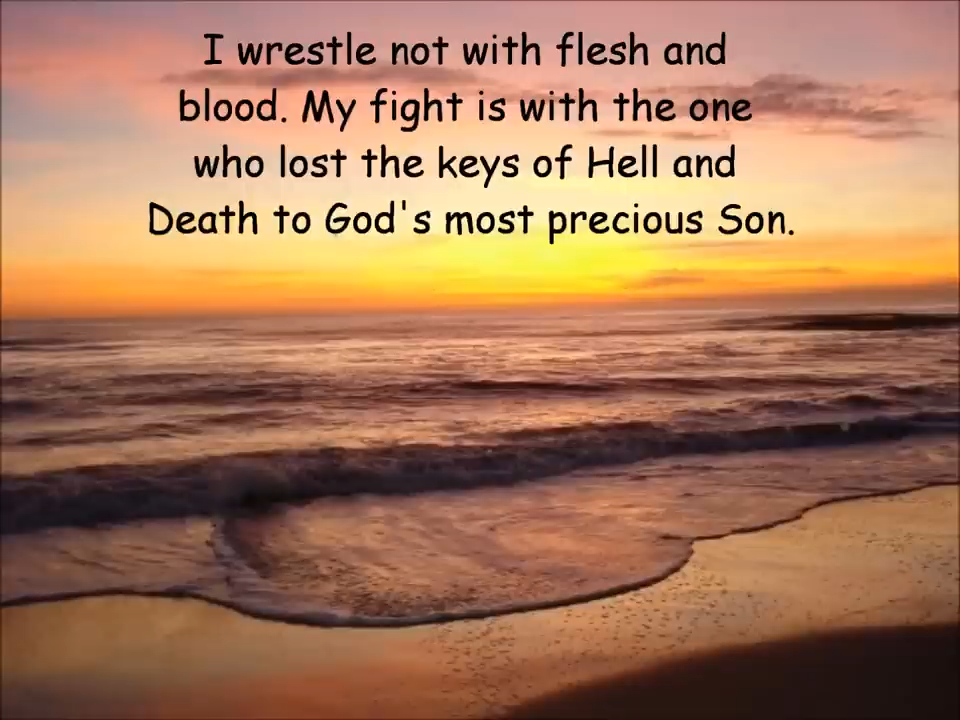 I wrestle not with flesh and
blood. My fight is with the one
who lost the keys of Hell and
Death to God's most precious Son.